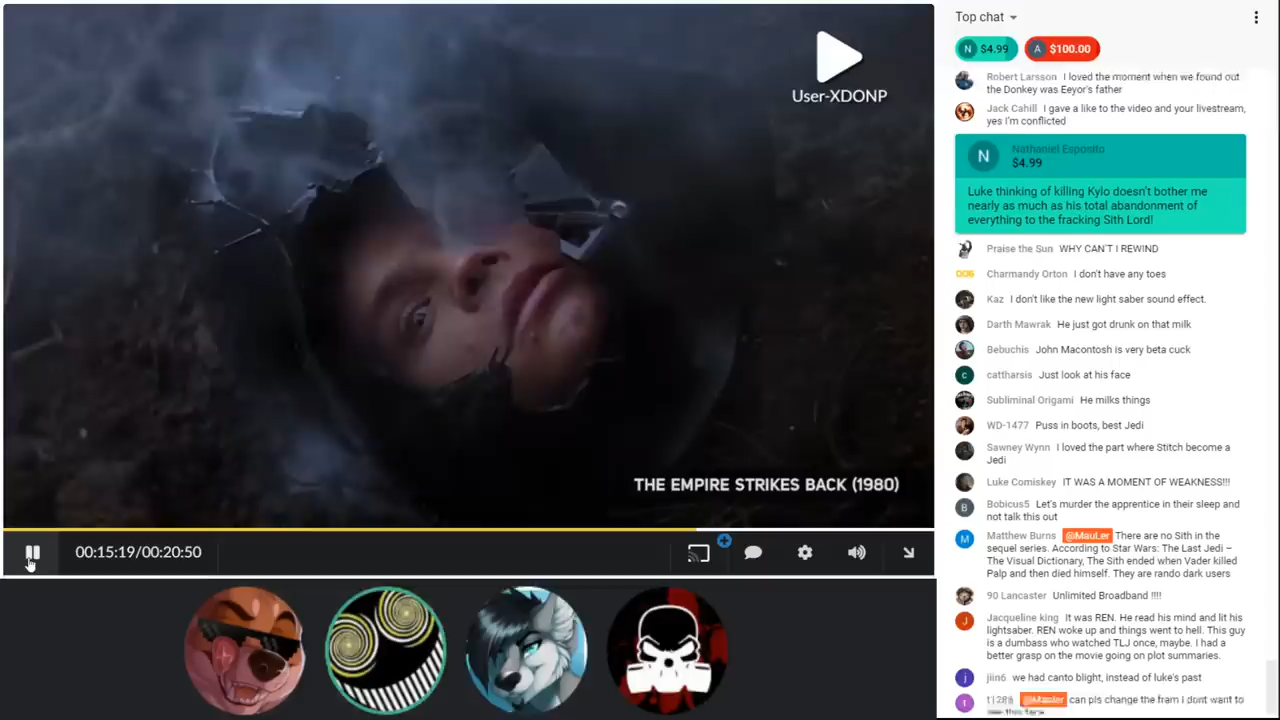 User-XDONP
THE EMPIRE STRIKES BACK (1980)
00:15:19/00:20:50
Top chat
N $4.99 A $100.00
Robert Larsson I loved the moment when we found out
the Donkey was Eeyor's father
Jack Cahill I gave a like to the video and your livestream,
yes I'm conflicted
N Nathaniel Esposito
$4.99
Luke thinking of killing Kylo doesn't bother me
nearly as much as his total abandonment of
everything to the fracking Sith Lord!
Praise the Sun WHY CAN'T I REWIND
Charmandy Orton I don't have any toes
Kaz I don't like the new light saber sound effect.
Darth Mawrak He just got drunk on that milk
Bebuchis John Macontosh is very beta cuck
c cattharsis Just look at his face
Subliminal Origami He milks things
WD-1477 Puss in boots, best Jedi
Sawney Wynn I loved the part where Stitch become a
Jedi
Luke Comiskey IT WAS A MOMENT OF WEAKNESS!!!
B Bobicus5 Let's murder the apprentice in their sleep and
not talk this out
M Matthew Burns @MauLer There are no Sith in the
sequel series. According to Star Wars: The Last Jedi –
The Visual Dictionary, The Sith ended when Vader killed
Palp and then died himself. They are rando dark users
90 Lancaster Unlimited Broadband !!!!
J Jacqueline king It was REN. He read his mind and lit his
lightsaber. REN woke up and things went to hell. This guy
is a dumbass who watched TLJ once, maybe. I had a
better grasp on the movie going on plot summaries.
j jiin6 we had canto blight, instead of luke's past
t @Mauler can pls change the fram i dont want to